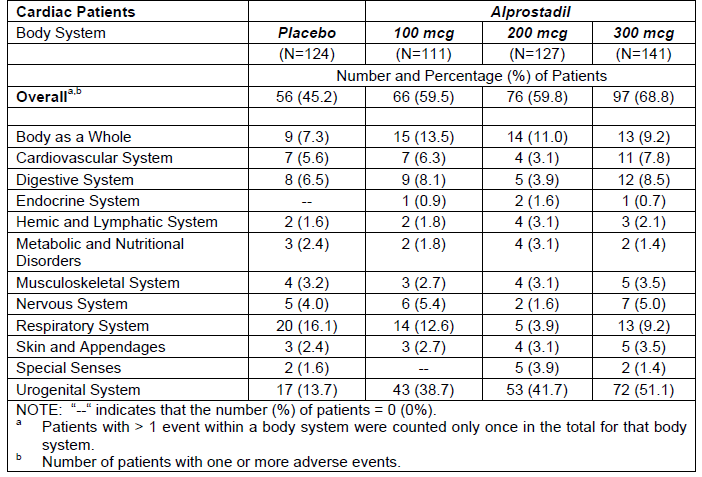 Cardiac Patients Alprostadil
Body System Placebo 100 mcg 200 mcg 300 mcg
(N=124) (N=111) (N=127) (N=141)
Number and Percentage (%) of Patients
Overall^a,b 56 (45.2) 66 (59.5) 76 (59.8) 97 (68.8)
Body as a Whole 9 (7.3) 15 (13.5) 14 (11.0) 13 (9.2)
Cardiovascular System 7 (5.6) 7 (6.3) 4 (3.1) 11 (7.8)
Digestive System 8 (6.5) 9 (8.1) 5 (3.9) 12 (8.5)
Endocrine System -- 1 (0.9) 2 (1.6) 1 (0.7)
Hemic and Lymphatic System 2 (1.6) 2 (1.8) 4 (3.1) 3 (2.1)
Metabolic and Nutritional
Disorders 3 (2.4) 2 (1.8) 4 (3.1) 2 (1.4)
Musculoskeletal System 4 (3.2) 3 (2.7) 4 (3.1) 5 (3.5)
Nervous System 5 (4.0) 6 (5.4) 2 (1.6) 7 (5.0)
Respiratory System 20 (16.1) 14 (12.6) 5 (3.9) 13 (9.2)
Skin and Appendages 3 (2.4) 3 (2.7) 4 (3.1) 5 (3.5)
Special Senses 2 (1.6) -- 5 (3.9) 2 (1.4)
Urogenital System 17 (13.7) 43 (38.7) 53 (41.7) 72 (51.1)
NOTE: “--“ indicates that the number (%) of patients = 0 (0%).
a Patients with > 1 event within a body system were counted only once in the total for that body
system.
b Number of patients with one or more adverse events.